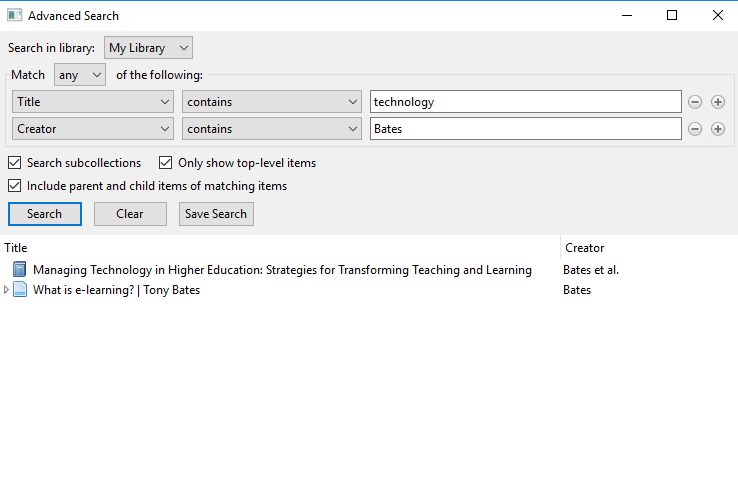 Advanced Search
Search in library: My Library
Match any of the following:
Title contains technology
Creator contains Bates
Search subcollections Only show top-level items
Include parent and child items of matching items
Search Clear Save Search
Title Creator
Managing Technology in Higher Education: Strategies for Transforming Teaching and Learning Bates et al.
What is e-learning? | Tony Bates Bates